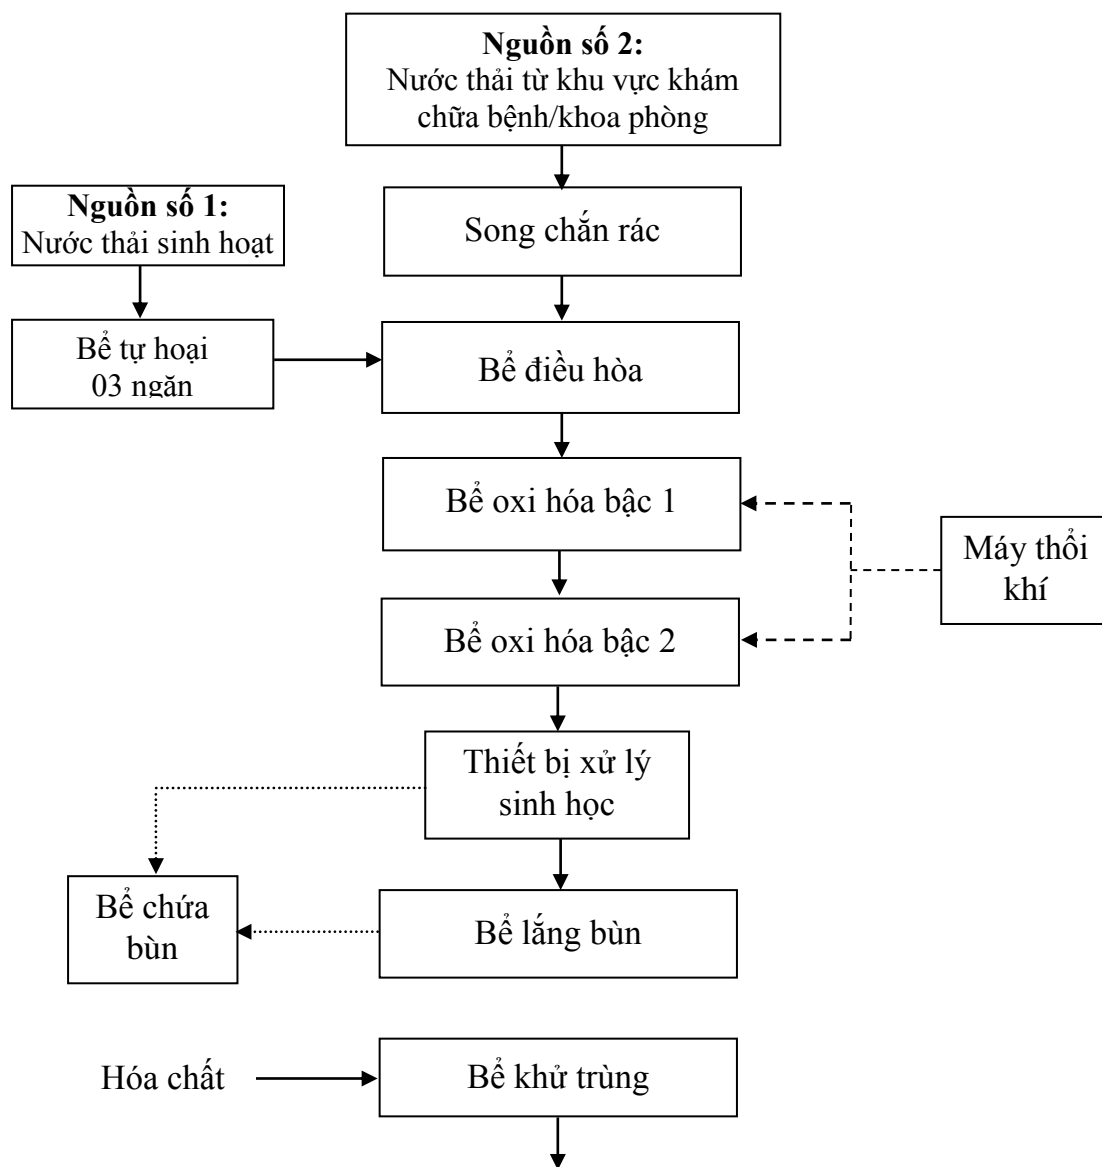 Nguồn số 2:
Nước thải từ khu vực khám
chữa bệnh/khoa phòng
Nguồn số 1:
Nước thải sinh hoạt
Song chắn rác
Bể tự hoại
03 ngăn
Bể điều hòa
Bể oxi hóa bậc 1
Máy thổi
khí
Bể oxi hóa bậc 2
Thiết bị xử lý
sinh học
Bể chứa
bùn
Bể lắng bùn
Hóa chất
Bể khử trùng